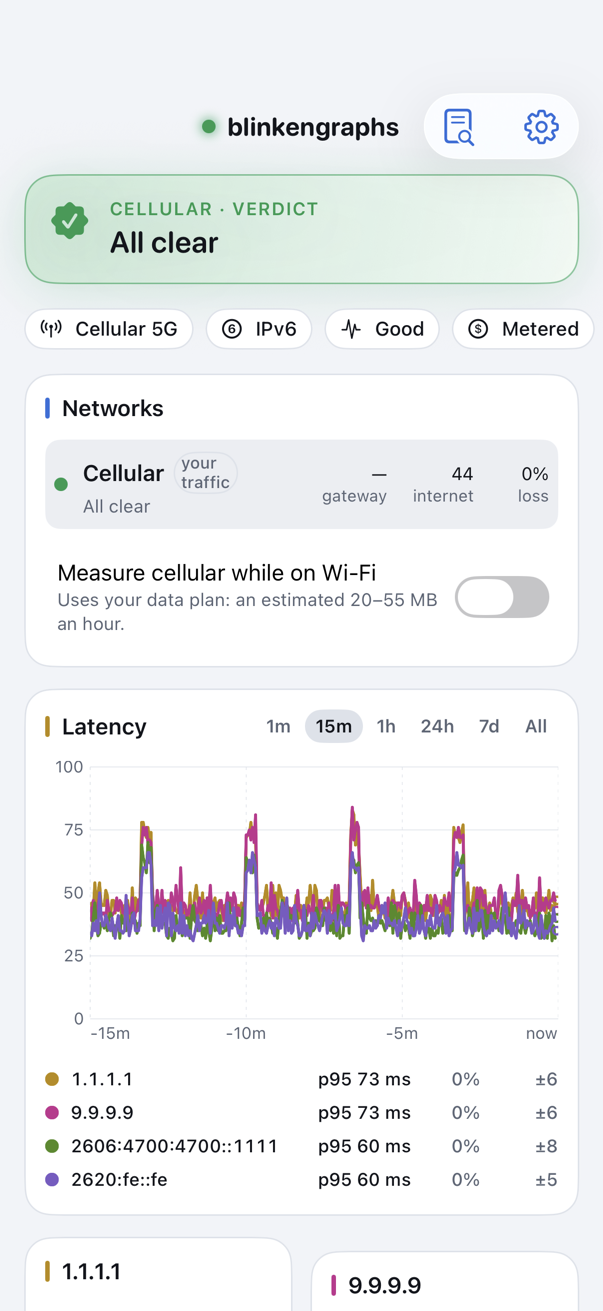 blinkengraphs
CELLULAR · VERDICT
All clear
Cellular 5G
6 IPv6
Good
$ Metered
Networks
Cellular
your
traffic
All clear
—
gateway
44
internet
0%
loss
Measure cellular while on Wi-Fi
Uses your data plan: an estimated 20–55 MB
an hour.
Latency
1m 15m 1h 24h 7d All
100
75
50
25
0
-15m -10m -5m now
1.1.1.1 p95 73 ms 0% ±6
9.9.9.9 p95 73 ms 0% ±6
2606:4700:4700::1111 p95 60 ms 0% ±8
2620:fe::fe p95 60 ms 0% ±5
1.1.1.1
9.9.9.9